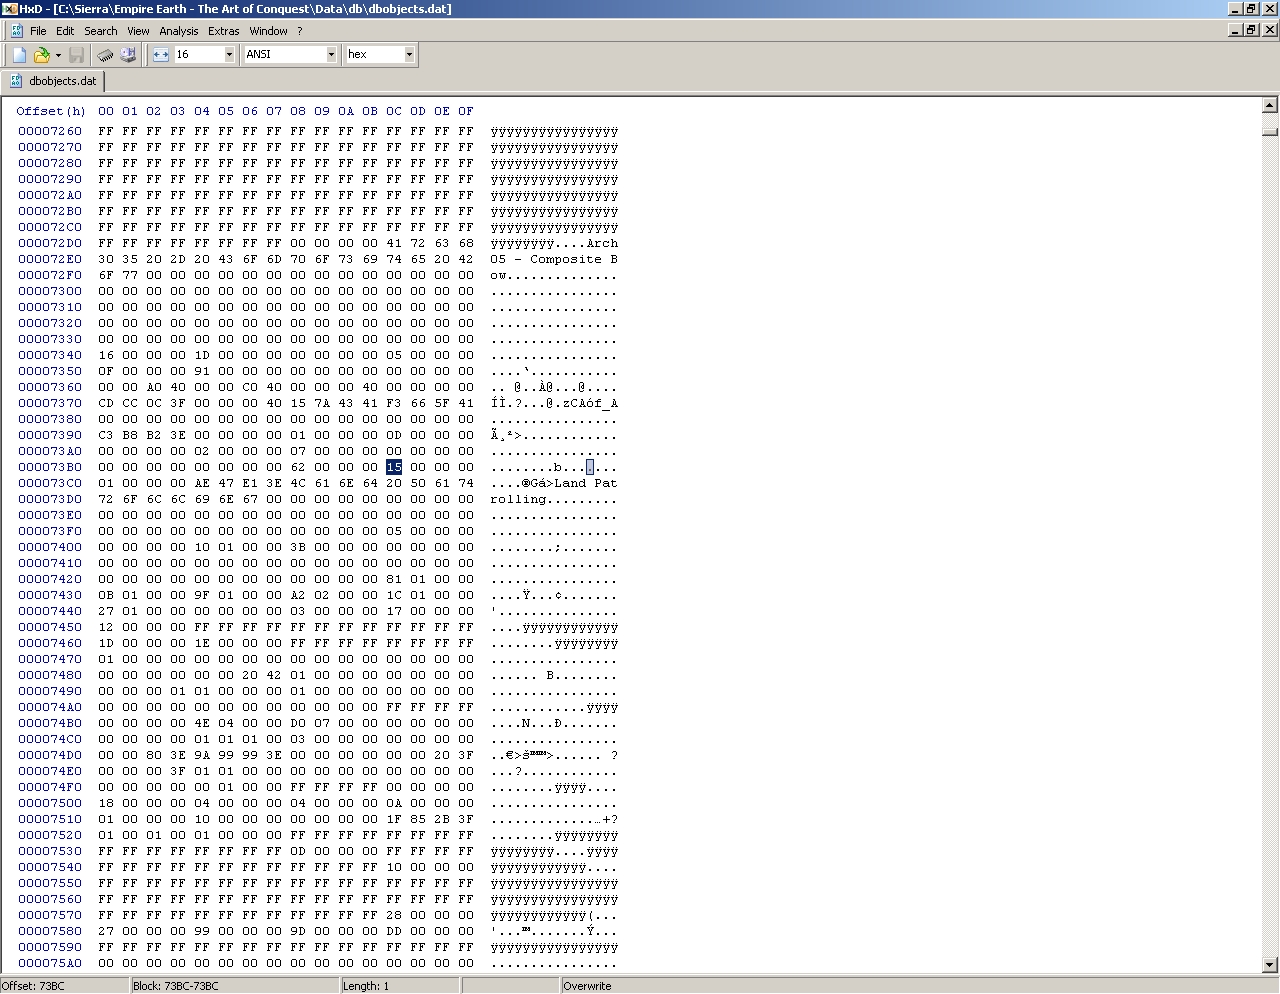 HxD - [C:\Sierra\Empire Earth - The Art of Conquest\Data\db\dbobjects.dat]
File Edit Search View Analysis Extras Window ?
16 ANSI hex
dbobjects.dat
Offset(h) 00 01 02 03 04 05 06 07 08 09 0A 0B 0C 0D 0E 0F
00007260 FF FF FF FF FF FF FF FF FF FF FF FF FF FF FF FF ÿÿÿÿÿÿÿÿÿÿÿÿÿÿÿÿ
00007270 FF FF FF FF FF FF FF FF FF FF FF FF FF FF FF FF ÿÿÿÿÿÿÿÿÿÿÿÿÿÿÿÿ
00007280 FF FF FF FF FF FF FF FF FF FF FF FF FF FF FF FF ÿÿÿÿÿÿÿÿÿÿÿÿÿÿÿÿ
00007290 FF FF FF FF FF FF FF FF FF FF FF FF FF FF FF FF ÿÿÿÿÿÿÿÿÿÿÿÿÿÿÿÿ
000072A0 FF FF FF FF FF FF FF FF FF FF FF FF FF FF FF FF ÿÿÿÿÿÿÿÿÿÿÿÿÿÿÿÿ
000072B0 FF FF FF FF FF FF FF FF FF FF FF FF FF FF FF FF ÿÿÿÿÿÿÿÿÿÿÿÿÿÿÿÿ
000072C0 FF FF FF FF FF FF FF FF FF FF FF FF FF FF FF FF ÿÿÿÿÿÿÿÿÿÿÿÿÿÿÿÿ
000072D0 FF FF FF FF FF FF FF FF 00 00 00 00 41 72 63 68 ÿÿÿÿÿÿÿÿ....Arch
000072E0 30 35 20 2D 20 43 6F 6D 70 6F 73 69 74 65 20 42 05 - Composite B
000072F0 6F 77 00 00 00 00 00 00 00 00 00 00 00 00 00 00 ow..............
00007300 00 00 00 00 00 00 00 00 00 00 00 00 00 00 00 00 ................
00007310 00 00 00 00 00 00 00 00 00 00 00 00 00 00 00 00 ................
00007320 00 00 00 00 00 00 00 00 00 00 00 00 00 00 00 00 ................
00007330 00 00 00 00 00 00 00 00 00 00 00 00 00 00 00 00 ................
00007340 16 00 00 00 1D 00 00 00 00 00 00 00 05 00 00 00 ................
00007350 0F 00 00 00 91 00 00 00 00 00 00 00 00 00 00 00 ....‘...........
00007360 00 00 A0 40 00 00 C0 40 00 00 00 40 00 00 00 00 .. @..À@...@....
00007370 CD CC 0C 3F 00 00 00 40 15 7A 43 41 F3 66 5F 41 ÍÌ.?...@.zCAóf_A
00007380 00 00 00 00 00 00 00 00 00 00 00 00 00 00 00 00 ................
00007390 C3 B8 B2 3E 00 00 00 00 01 00 00 00 0D 00 00 00 Ã¸²>............
000073A0 00 00 00 00 02 00 00 00 07 00 00 00 00 00 00 00 ................
000073B0 00 00 00 00 00 00 00 00 62 00 00 00 15 00 00 00 ........b.......
000073C0 01 00 00 00 AE 47 E1 3E 4C 61 6E 64 20 50 61 74 ....®Gá>Land Pat
000073D0 72 6F 6C 6C 69 6E 67 00 00 00 00 00 00 00 00 00 rolling.........
000073E0 00 00 00 00 00 00 00 00 00 00 00 00 00 00 00 00 ................
000073F0 00 00 00 00 00 00 00 00 00 00 00 00 05 00 00 00 ................
00007400 00 00 00 00 10 01 00 00 3B 00 00 00 00 00 00 00 ........;.......
00007410 00 00 00 00 00 00 00 00 00 00 00 00 00 00 00 00 ................
00007420 00 00 00 00 00 00 00 00 00 00 00 00 81 01 00 00 ................
00007430 0B 01 00 00 9F 01 00 00 A2 02 00 00 1C 01 00 00 ....Ÿ...¢.......
00007440 27 01 00 00 00 00 00 00 03 00 00 00 17 00 00 00 '...............
00007450 12 00 00 00 FF FF FF FF FF FF FF FF FF FF FF FF ....ÿÿÿÿÿÿÿÿÿÿÿÿ
00007460 1D 00 00 00 1E 00 00 00 FF FF FF FF FF FF FF FF ........ÿÿÿÿÿÿÿÿ
00007470 01 00 00 00 00 00 00 00 00 00 00 00 00 00 00 00 ................
00007480 00 00 00 00 00 00 20 42 01 00 00 00 00 00 00 00 ...... B........
00007490 00 00 00 01 01 00 00 00 01 00 00 00 00 00 00 00 ................
000074A0 00 00 00 00 00 00 00 00 00 00 00 00 FF FF FF FF ............ÿÿÿÿ
000074B0 00 00 00 00 4E 04 00 00 D0 07 00 00 00 00 00 00 ....N...Ð.......
000074C0 00 00 00 00 01 01 01 00 03 00 00 00 00 00 00 00 ................
000074D0 00 00 80 3E 9A 99 99 3E 00 00 00 00 00 00 20 3F ..€>š™™>...... ?
000074E0 00 00 00 3F 01 01 00 00 00 00 00 00 00 00 00 00 ...?............
000074F0 00 00 00 00 00 01 00 00 FF FF FF FF 00 00 00 00 ........ÿÿÿÿ....
00007500 18 00 00 00 04 00 00 00 04 00 00 00 0A 00 00 00 ................
00007510 01 00 00 00 10 00 00 00 00 00 00 00 1F 85 2B 3F .............…+?
00007520 01 00 01 00 01 00 00 00 FF FF FF FF FF FF FF FF ........ÿÿÿÿÿÿÿÿ
00007530 FF FF FF FF FF FF FF FF 0D 00 00 00 FF FF FF FF ÿÿÿÿÿÿÿÿ....ÿÿÿÿ
00007540 FF FF FF FF FF FF FF FF FF FF FF FF 10 00 00 00 ÿÿÿÿÿÿÿÿÿÿÿÿ....
00007550 FF FF FF FF FF FF FF FF FF FF FF FF FF FF FF FF ÿÿÿÿÿÿÿÿÿÿÿÿÿÿÿÿ
00007560 FF FF FF FF FF FF FF FF FF FF FF FF FF FF FF FF ÿÿÿÿÿÿÿÿÿÿÿÿÿÿÿÿ
00007570 FF FF FF FF FF FF FF FF FF FF FF FF 28 00 00 00 ÿÿÿÿÿÿÿÿÿÿÿÿ(...
00007580 27 00 00 00 99 00 00 00 9D 00 00 00 DD 00 00 00 '...™.......Ý...
00007590 FF FF FF FF FF FF FF FF FF FF FF FF FF FF FF FF ÿÿÿÿÿÿÿÿÿÿÿÿÿÿÿÿ
000075A0 00 00 00 00 00 00 00 00 00 00 00 00 00 00 00 00 ................
Offset: 73BC Block: 73BC-73BC Length: 1 Overwrite